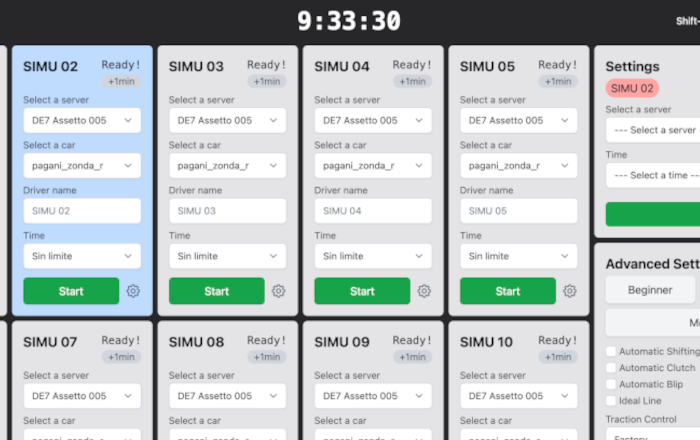 9:33:30
Shift-
SIMU 02 Ready!
+1min
Select a server
DE7 Assetto 005
Select a car
pagani_zonda_r
Driver name
SIMU 02
Time
Sin limite
Start
SIMU 03 Ready!
+1min
Select a server
DE7 Assetto 005
Select a car
pagani_zonda_r
Driver name
SIMU 03
Time
Sin limite
Start
SIMU 04 Ready!
+1min
Select a server
DE7 Assetto 005
Select a car
pagani_zonda_r
Driver name
SIMU 04
Time
Sin limite
Start
SIMU 05 Ready!
+1min
Select a server
DE7 Assetto 005
Select a car
pagani_zonda_r
Driver name
SIMU 05
Time
Sin limite
Start
Settings
SIMU 02
Select a server
--- Select a server
Time
--- Select a time --
SIMU 07 Ready!
+1min
Select a server
DE7 Assetto 005
Select a car
SIMU 08 Ready!
+1min
Select a server
DE7 Assetto 005
Select a car
SIMU 09 Ready!
+1min
Select a server
DE7 Assetto 005
Select a car
SIMU 10 Ready!
+1min
Select a server
DE7 Assetto 005
Select a car
Advanced Sett
Beginner
Automatic Shifting
Automatic Clutch
Automatic Blip
Ideal Line
Traction Control
Factory